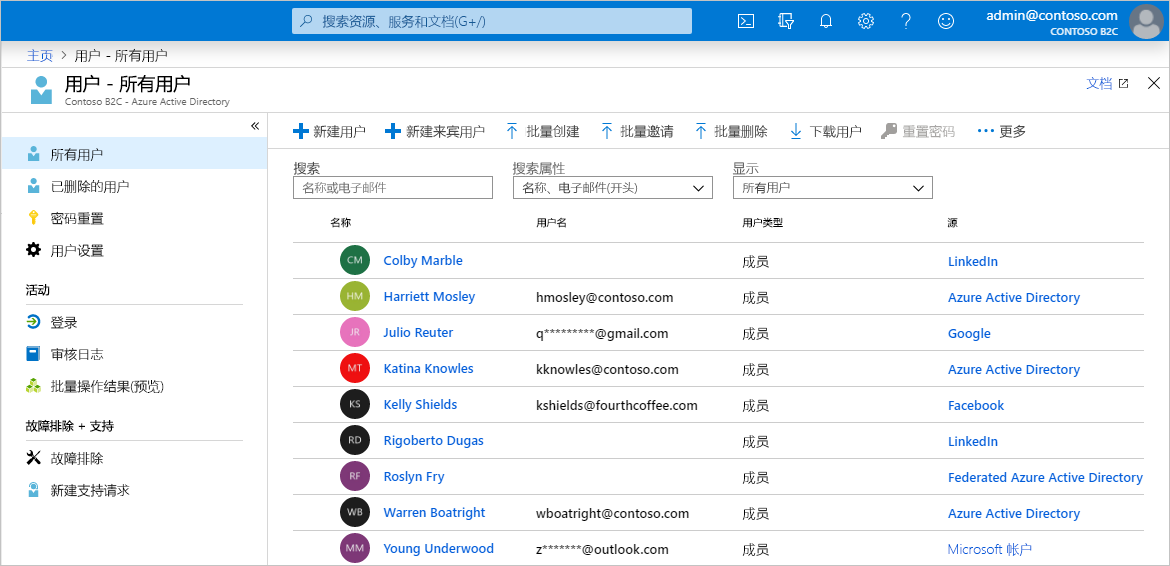 搜索资源、服务和文档(G+/)
admin@contoso.com
CONTOSO B2C
主页 > 用户 - 所有用户
用户 - 所有用户
Contoso B2C - Azure Active Directory
文档
«
所有用户
已删除的用户
密码重置
用户设置
活动
登录
审核日志
批量操作结果(预览)
故障排除 + 支持
故障排除
新建支持请求
新建用户 新建来宾用户 批量创建 批量邀请 批量删除 下载用户 重置密码 ··· 更多
搜索 搜索属性 显示
名称或电子邮件 名称、电子邮件(开头) 所有用户
名称 用户名 用户类型 源
CM Colby Marble 成员 LinkedIn
HM Harriett Mosley hmosley@contoso.com 成员 Azure Active Directory
JR Julio Reuter q*********@gmail.com 成员 Google
MT Katina Knowles kknowles@contoso.com 成员 Azure Active Directory
KS Kelly Shields kshields@fourthcoffee.com 成员 Facebook
RD Rigoberto Dugas 成员 LinkedIn
RF Roslyn Fry 成员 Federated Azure Active Directory
WB Warren Boatright wboatright@contoso.com 成员 Azure Active Directory
MM Young Underwood z*******@outlook.com 成员 Microsoft 帐户